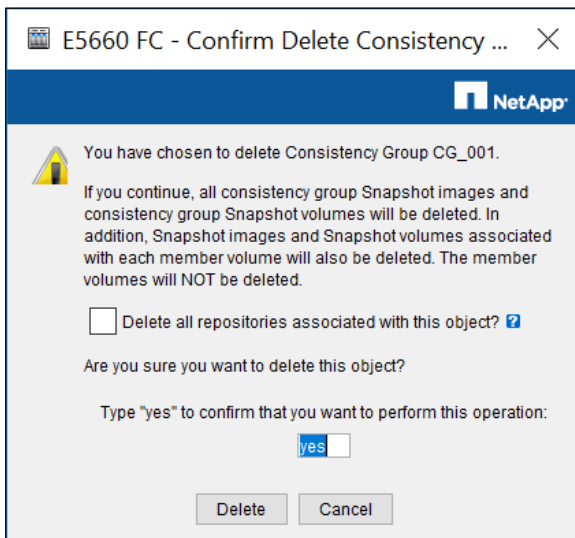 E5660 FC - Confirm Delete Consistency ...
NetApp
You have chosen to delete Consistency Group CG_001.
If you continue, all consistency group Snapshot images and
consistency group Snapshot volumes will be deleted. In
addition, Snapshot images and Snapshot volumes associated
with each member volume will also be deleted. The member
volumes will NOT be deleted.
Delete all repositories associated with this object? ?
Are you sure you want to delete this object?
Type "yes" to confirm that you want to perform this operation:
yes
Delete Cancel